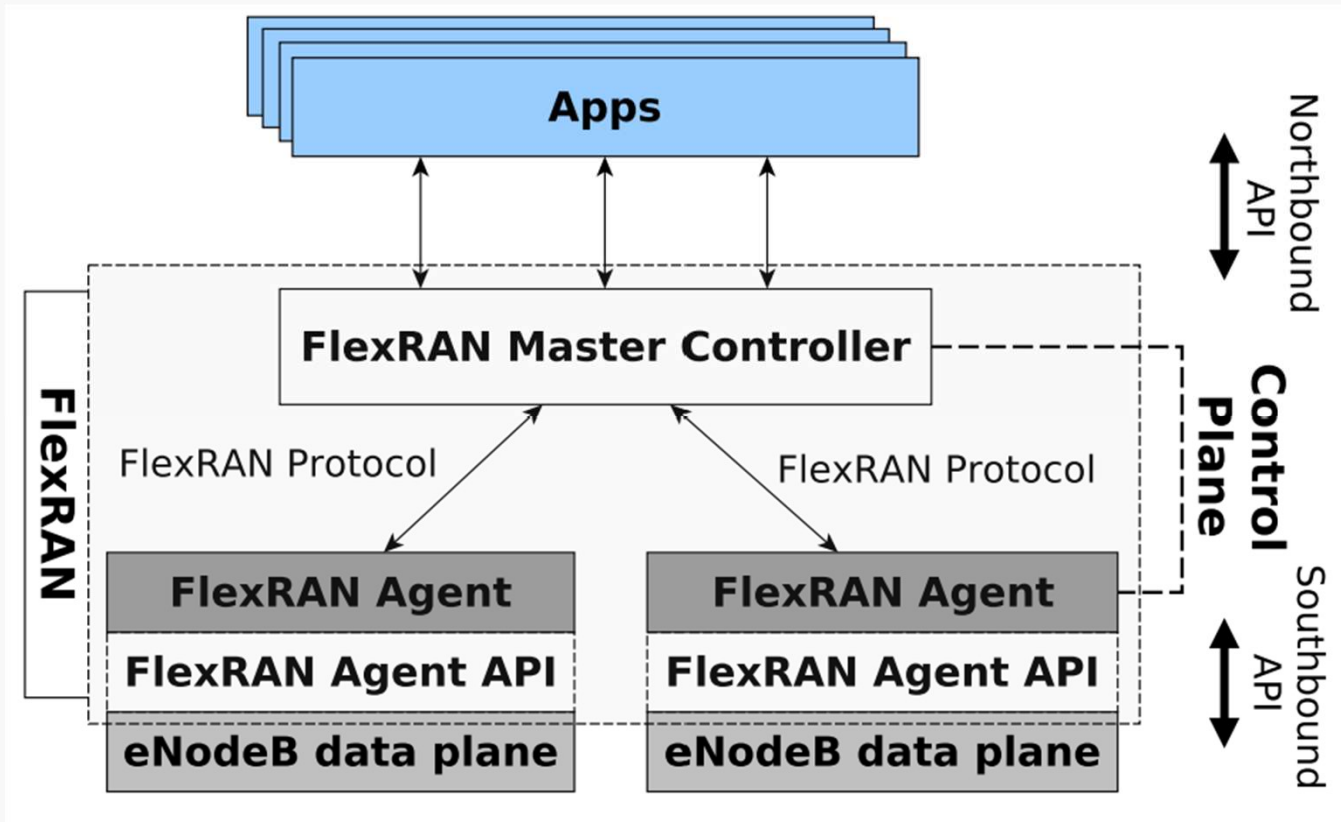 Apps
Northbound
API
FlexRAN Master Controller
FlexRAN
FlexRAN Protocol
FlexRAN Protocol
Control
Plane
FlexRAN Agent
FlexRAN Agent
FlexRAN Agent API
FlexRAN Agent API
Southbound
API
eNodeB data plane
eNodeB data plane